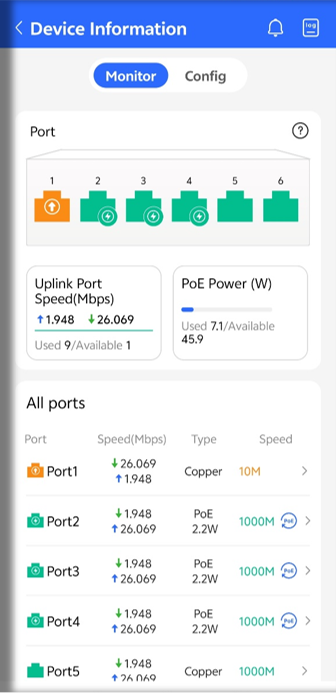 Device Information
log
Monitor
Config
Port
?
1 2 3 4 5 6
Uplink Port
Speed(Mbps)
↑1.948 ↓26.069
Used 9/Available 1
PoE Power (W)
Used 7.1/Available
45.9
All ports
Port Speed(Mbps) Type Speed
Port1 ↓26.069 ↑1.948 Copper 10M
Port2 ↓1.948 ↑26.069 PoE 2.2W 1000M PoE
Port3 ↓1.948 ↑26.069 PoE 2.2W 1000M PoE
Port4 ↓1.948 ↑26.069 PoE 2.2W 1000M PoE
Port5 ↓1.948 ↑26.069 Copper 1000M